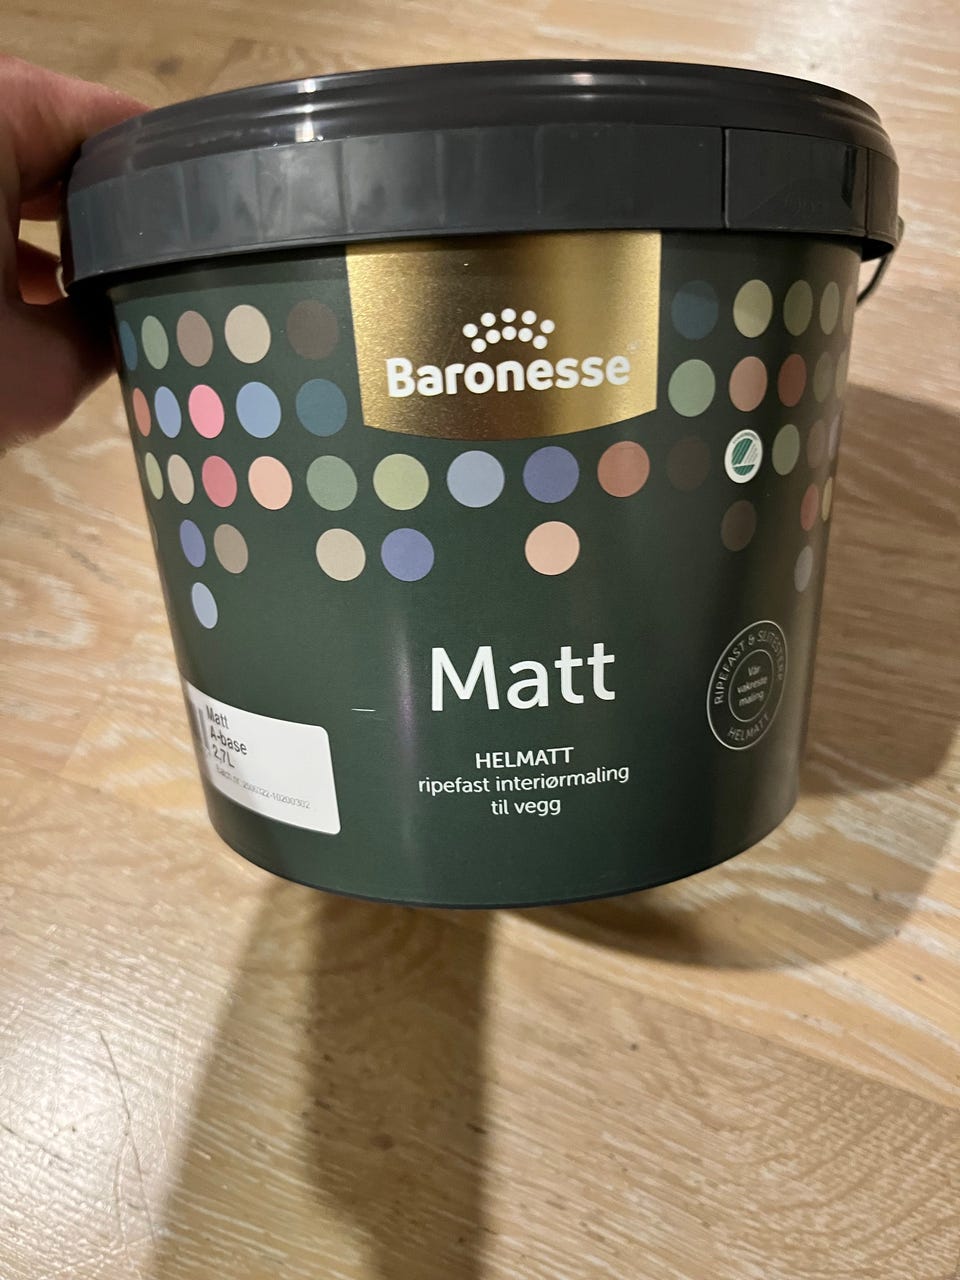 Baronesse
Matt
HELMATT
ripefast interiørmaling
til vegg
RIPEFAST & SLITESTERK
Vår
vakreste
maling
HELMATT
Matt
A-base
2,7L